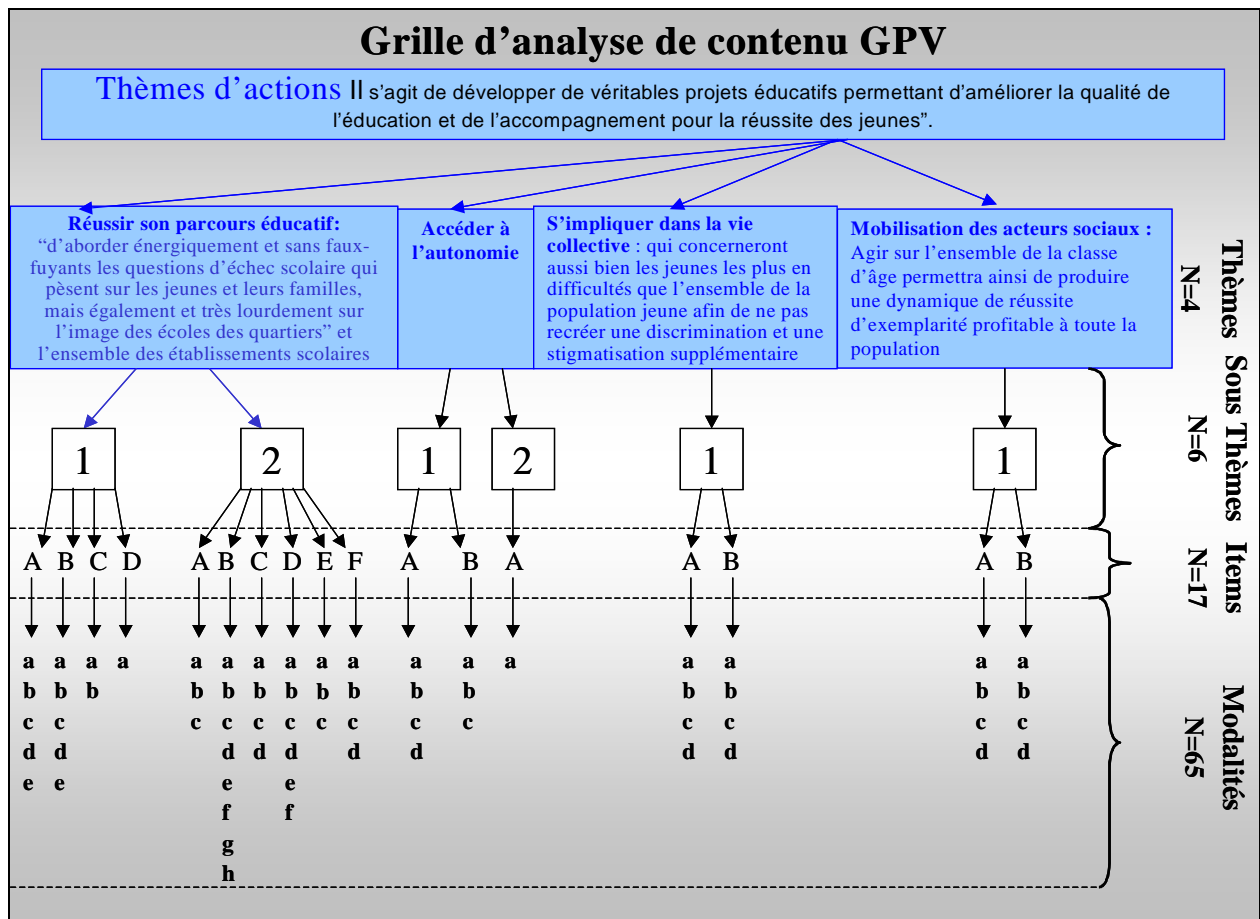 Grille d'analyse de contenu GPV
Thèmes d'actions Il s'agit de développer de véritables projets éducatifs permettant d'améliorer la qualité de
l'éducation et de l'accompagnement pour la réussite des jeunes”.
Réussir son parcours éducatif:
“d'aborder énergiquement et sans faux-
fuyants les questions d'échec scolaire qui
pèsent sur les jeunes et leurs familles,
mais également et très lourdement sur
l'image des écoles des quartiers” et
l'ensemble des établissements scolaires
Accéder à
l'autonomie
S'impliquer dans la vie
collective : qui concerneront
aussi bien les jeunes les plus en
difficultés que l'ensemble de la
population jeune afin de ne pas
recréer une discrimination et une
stigmatisation supplémentaire
Mobilisation des acteurs sociaux :
Agir sur l'ensemble de la classe
d'âge permettra ainsi de produire
une dynamique de réussite
d'exemplarité profitable à toute la
population
Thèmes
N=4
1 2 1 2 1 1
Sous Thèmes
N=6
A B C D A B C D E F A B A A B A B
Items
N=17
a a a a a a a a a a a a a a a a a
b b b b b b b b b b b b b b b
c c c c c c c c c c c c c c
d d d d d d d d d d d
e e e e
f f
g
h
Modalités
N=65